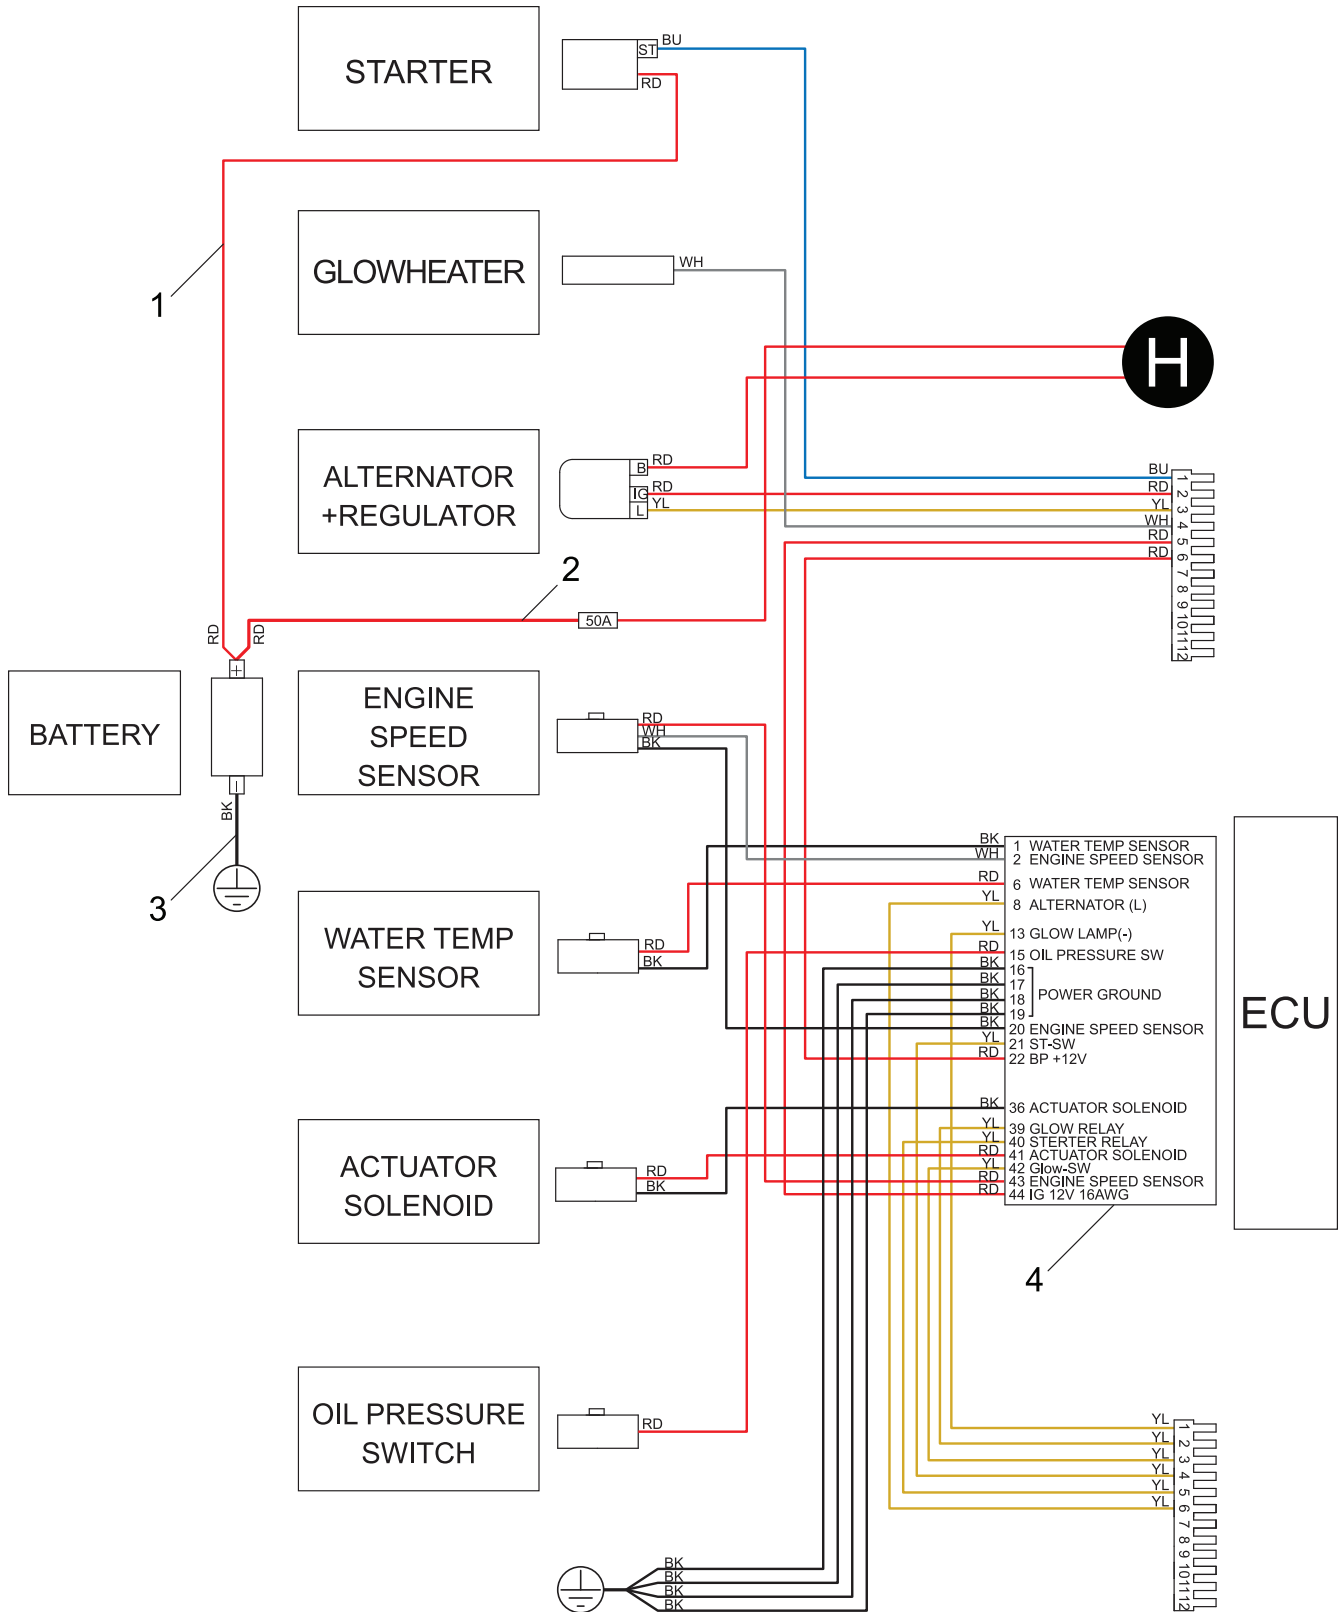 STARTER
ST
BU
RD
GLOWHEATER
WH
1
H
ALTERNATOR
+REGULATOR
B
RD
IG
RD
L
YL
BU
RD
YL
WH
RD
RD
1
2
3
4
5
6
7
8
9
10
11
12
2
50A
RD
RD
BATTERY
+
-
BK
3
ENGINE
SPEED
SENSOR
RD
WH
BK
WATER TEMP
SENSOR
RD
BK
BK 1 WATER TEMP SENSOR
WH 2 ENGINE SPEED SENSOR
RD 6 WATER TEMP SENSOR
YL 8 ALTERNATOR (L)
YL 13 GLOW LAMP(-)
RD 15 OIL PRESSURE SW
BK 16
BK 17
POWER GROUND
BK 18
BK 19
BK 20 ENGINE SPEED SENSOR
YL 21 ST-SW
RD 22 BP +12V
BK 36 ACTUATOR SOLENOID
YL 39 GLOW RELAY
YL 40 STERTER RELAY
RD 41 ACTUATOR SOLENOID
YL 42 Glow-SW
RD 43 ENGINE SPEED SENSOR
RD 44 IG 12V 16AWG
ECU
4
ACTUATOR
SOLENOID
RD
BK
OIL PRESSURE
SWITCH
RD
YL
YL
YL
YL
YL
YL
1
2
3
4
5
6
7
8
9
10
11
12
BK
BK
BK
BK